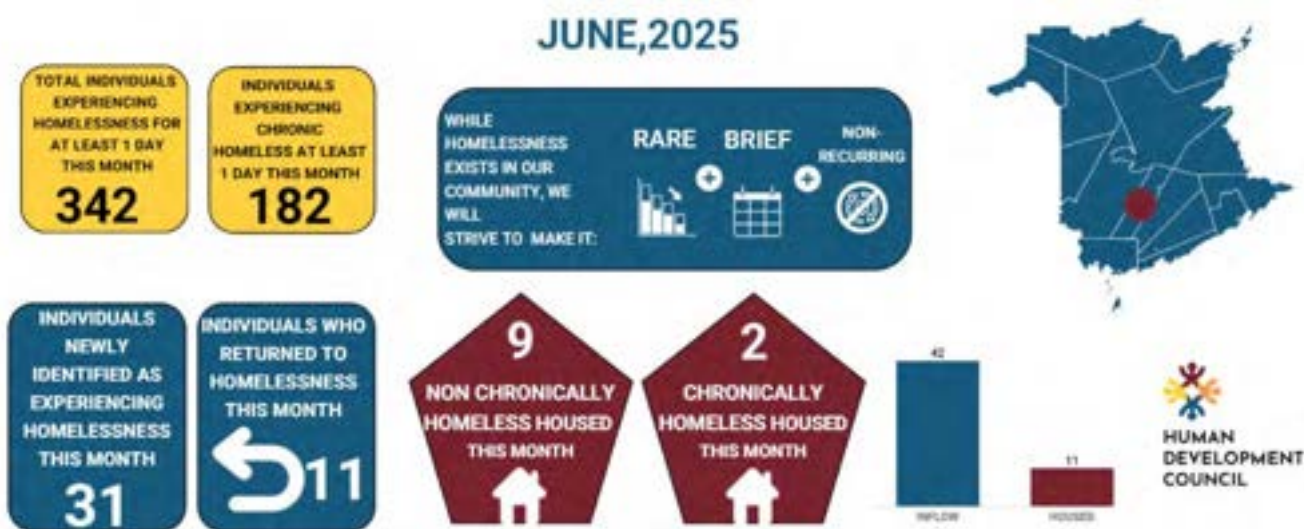 JUNE,2025
TOTAL INDIVIDUALS
EXPERIENCING
HOMELESSNESS FOR
AT LEAST 1 DAY
THIS MONTH
342
INDIVIDUALS
EXPERIENCING
CHRONIC
HOMELESS AT LEAST
1 DAY THIS MONTH
182
WHILE
HOMELESSNESS
EXISTS IN OUR
COMMUNITY, WE
WILL
STRIVE TO MAKE IT:
RARE
BRIEF
NON-
RECURRING
INDIVIDUALS
NEWLY
IDENTIFIED AS
EXPERIENCING
HOMELESSNESS
THIS MONTH
31
INDIVIDUALS WHO
RETURNED TO
HOMELESSNESS
THIS MONTH
11
9
NON CHRONICALLY
HOMELESS HOUSED
THIS MONTH
2
CHRONICALLY
HOMELESS HOUSED
THIS MONTH
42
11
INFLOW
HOUSED
HUMAN
DEVELOPMENT
COUNCIL